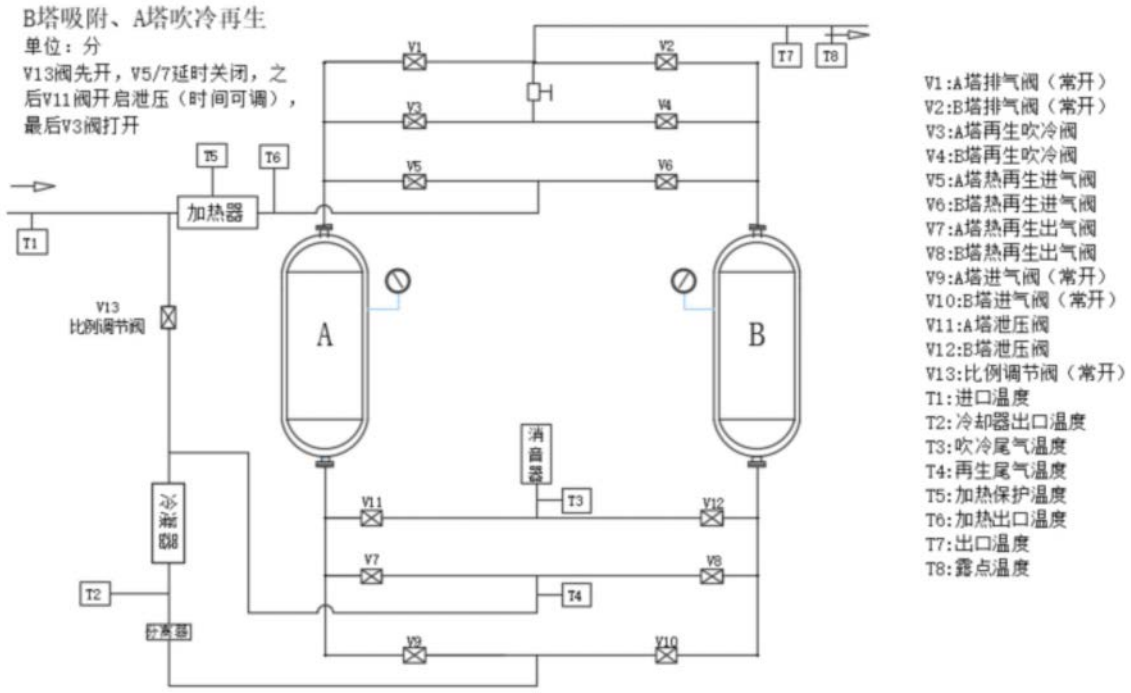 B塔吸附、A塔吹冷再生
单位：分
V13阀先开，V5/7延时关闭，之
后V11阀开启泄压（时间可调），
最后V3阀打开
V1
V2
T7
T8
V3
V4
T5
T6
V5
V6
加热器
T1
V13
比例调节阀
A
B
消音器
T3
V11
V12
冷凝器
V7
V8
T2
T4
分离器
V9
V10
V1:A塔排气阀（常开）
V2:B塔排气阀（常开）
V3:A塔再生吹冷阀
V4:B塔再生吹冷阀
V5:A塔热再生进气阀
V6:B塔热再生进气阀
V7:A塔热再生出气阀
V8:B塔热再生出气阀
V9:A塔进气阀（常开）
V10:B塔进气阀（常开）
V11:A塔泄压阀
V12:B塔泄压阀
V13:比例调节阀（常开）
T1:进口温度
T2:冷却器出口温度
T3:吹冷尾气温度
T4:再生尾气温度
T5:加热保护温度
T6:加热出口温度
T7:出口温度
T8:露点温度